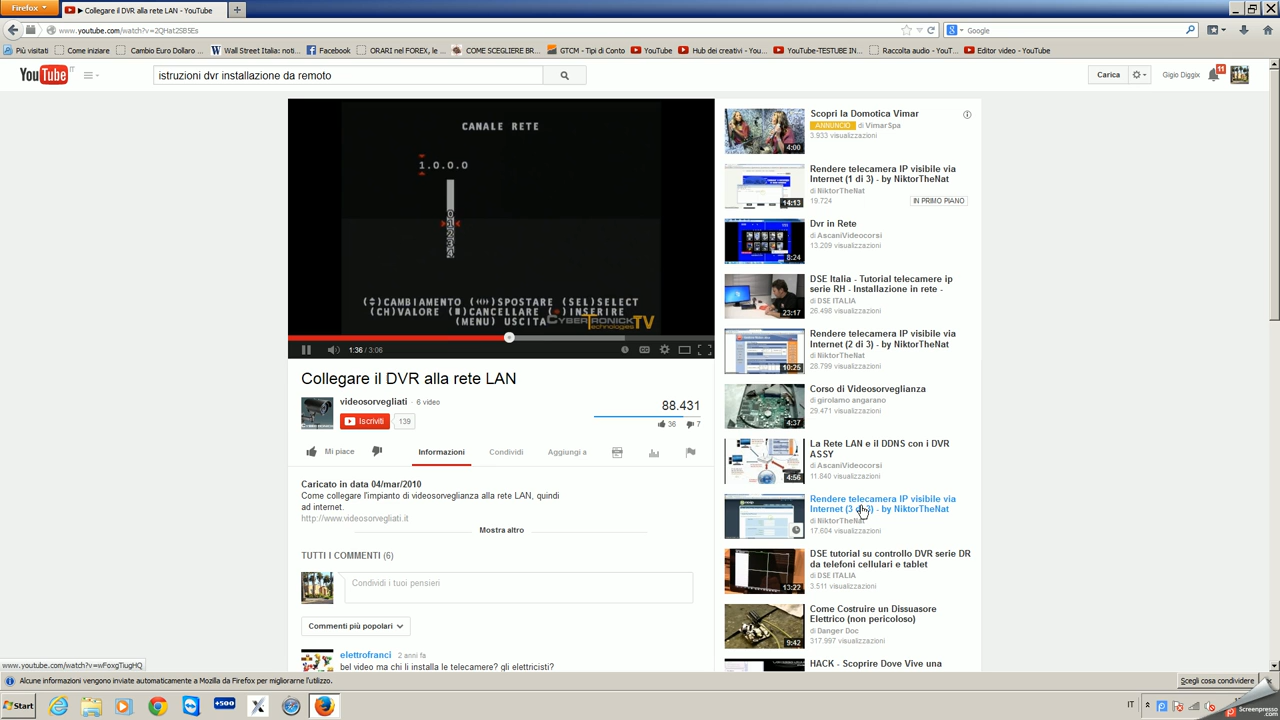 Firefox
Collegare il DVR alla rete LAN - YouTube
www.youtube.com/watch?v=2QHat2SB5Es
Google
Più visitati
Come iniziare
Cambio Euro Dollaro ...
Wall Street Italia: noti...
Facebook
ORARI nel FOREX, le ...
COME SCEGLIERE BR...
GTCM - Tipi di Conto
YouTube
Hub dei creativi - You...
YouTube-TESTUBE IN...
Raccolta audio - YouT...
Editor video - YouTube
YouTube IT
istruzioni dvr installazione da remoto
Carica
Gigio Diggix
11
CANALE RETE
1.0.0.0
CAMBIAMENTO SPOSTARE (SEL)SELECT
(CH)VALORE CANCELLARE INSERIRE
(MENU) USCITA
CYBERTRONICK TV
Technologies
1:36 / 3:06
Collegare il DVR alla rete LAN
videosorvegliati · 6 video
Iscriviti
139
88.431
36
7
Mi piace
Informazioni
Condividi
Aggiungi a
Caricato in data 04/mar/2010
Come collegare l'impianto di videosorveglianza alla rete LAN, quindi
ad internet.
http://www.videosorvegliati.it
Mostra altro
TUTTI I COMMENTI (6)
Condividi i tuoi pensieri
Commenti più popolari
elettrofranci 2 anni fa
bel video ma chi li installa le telecamere? gli elettricisti?
Scopri la Domotica Vimar
ANNUNCIO di VimarSpa
3.933 visualizzazioni
4:00
Rendere telecamera IP visibile via
Internet (1 di 3) - by NiktorTheNat
di NiktorTheNat
19.724
IN PRIMO PIANO
14:13
Dvr in Rete
di AscaniVideocorsi
13.209 visualizzazioni
8:24
DSE Italia - Tutorial telecamere ip
serie RH - Installazione in rete -
di DSE ITALIA
26.498 visualizzazioni
23:17
Rendere telecamera IP visibile via
Internet (2 di 3) - by NiktorTheNat
di NiktorTheNat
28.799 visualizzazioni
10:25
Corso di Videosorveglianza
di girolamo angarano
29.471 visualizzazioni
4:37
La Rete LAN e il DDNS con i DVR
ASSY
di AscaniVideocorsi
11.840 visualizzazioni
4:56
Rendere telecamera IP visibile via
Internet (3 di 3) - by NiktorTheNat
di NiktorTheNat
17.604 visualizzazioni
DSE tutorial su controllo DVR serie DR
da telefoni cellulari e tablet
di DSE ITALIA
3.511 visualizzazioni
13:22
Come Costruire un Dissuasore
Elettrico (non pericoloso)
di Danger Doc
317.997 visualizzazioni
9:42
HACK - Scoprire Dove Vive una
www.youtube.com/watch?v=wFoxgTiugHQ
Alcune informazioni vengono inviate automaticamente a Mozilla da Firefox per migliorarne l'utilizzo.
Scegli cosa condividere
Start
+500
IT
Screenpresso
.com